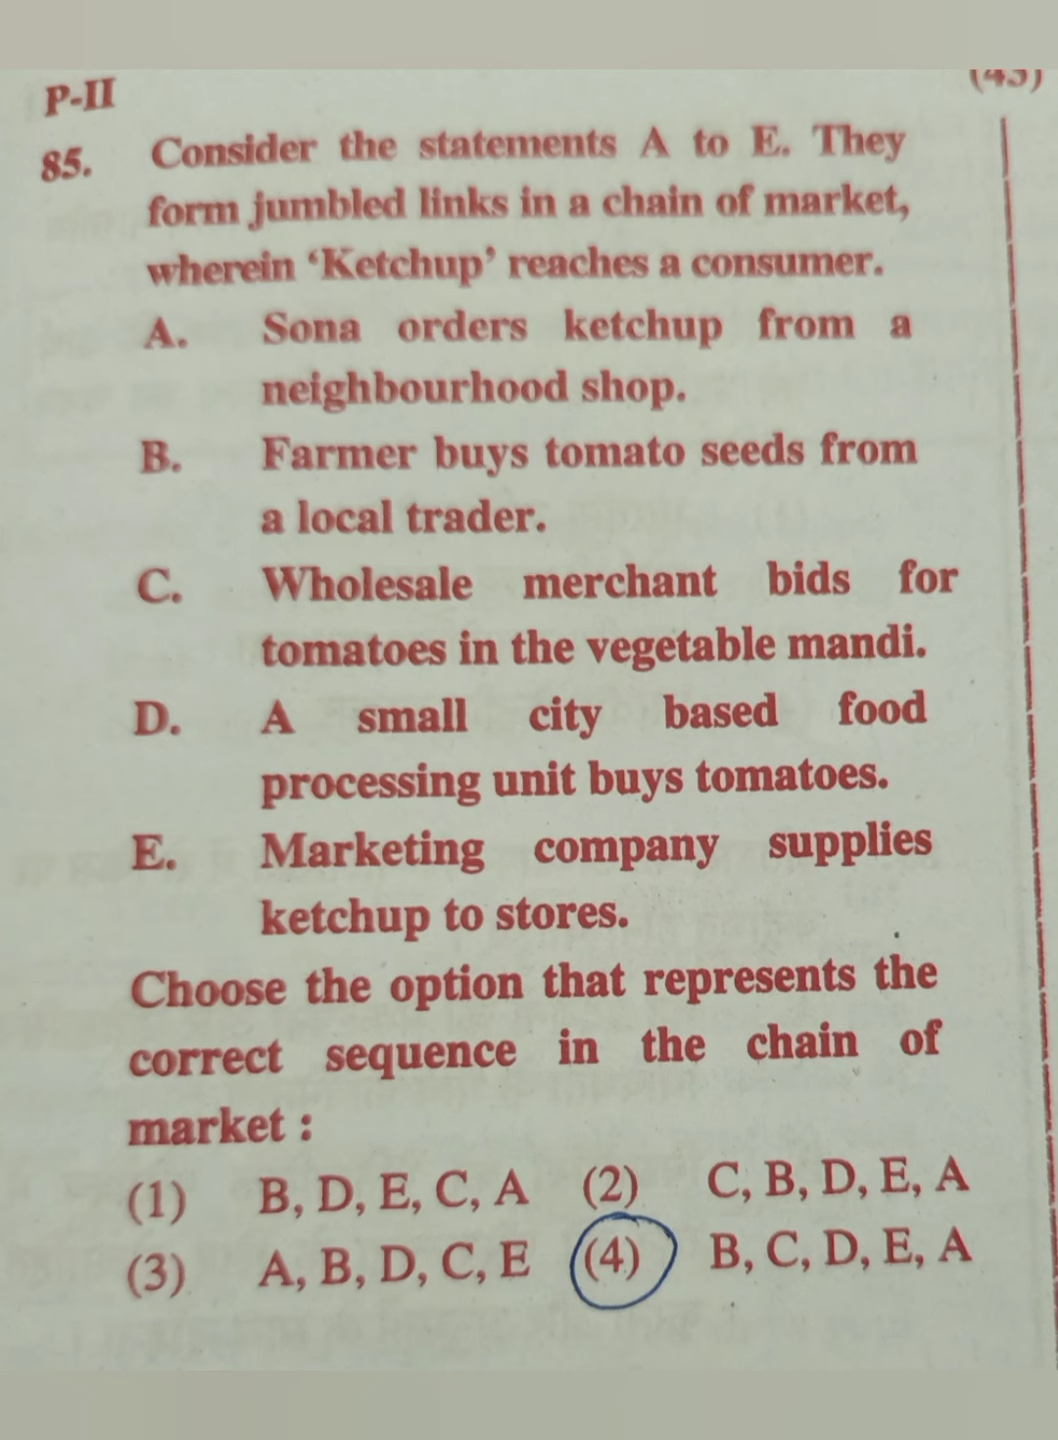 P-II
(45)
85. Consider the statements A to E. They
form jumbled links in a chain of market,
wherein ‘Ketchup’ reaches a consumer.
A. Sona orders ketchup from a
neighbourhood shop.
B. Farmer buys tomato seeds from
a local trader.
C. Wholesale merchant bids for
tomatoes in the vegetable mandi.
D. A small city based food
processing unit buys tomatoes.
E. Marketing company supplies
ketchup to stores.
Choose the option that represents the
correct sequence in the chain of
market :
(1) B, D, E, C, A (2) C, B, D, E, A
(3) A, B, D, C, E (4) B, C, D, E, A